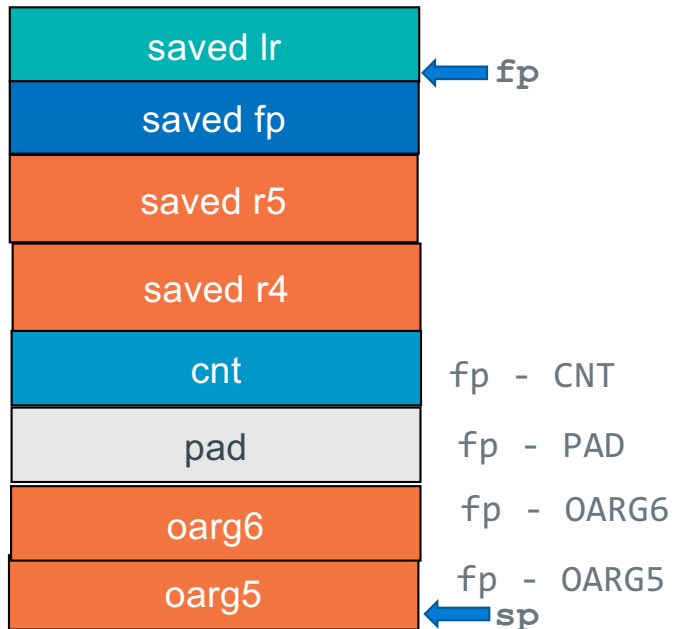 saved lr
fp
saved fp
saved r5
saved r4
cnt
fp - CNT
pad
fp - PAD
oarg6
fp - OARG6
oarg5
fp - OARG5
sp